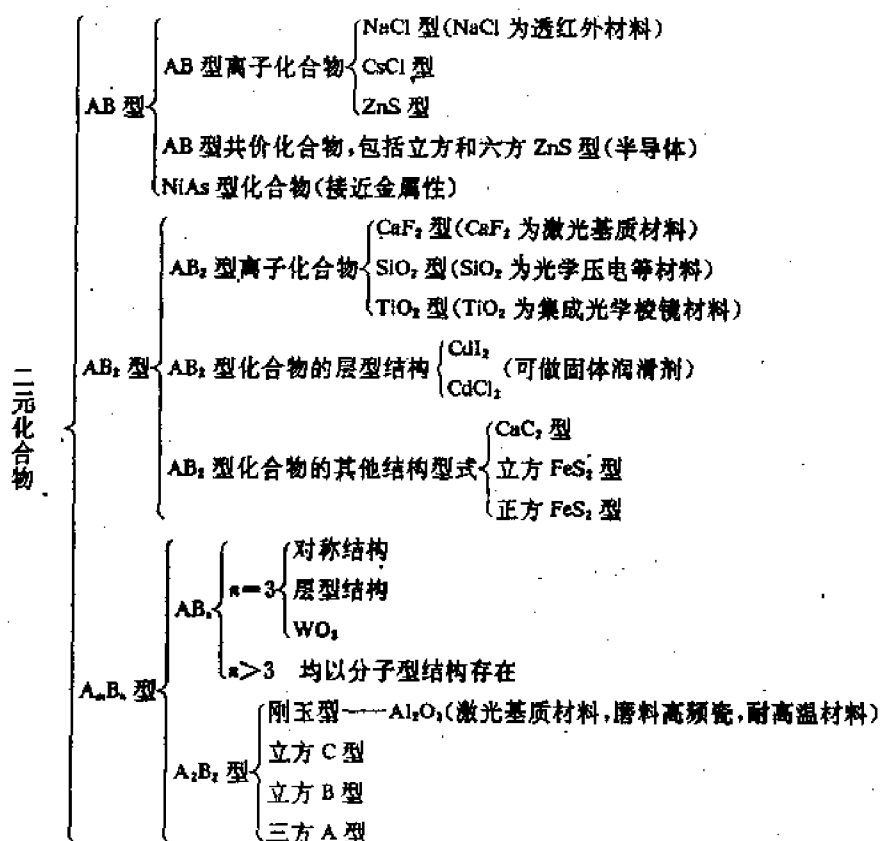 NaCl 型(NaCl 为透红外材料)
AB 型离子化合物 CsCl 型
ZnS 型
AB 型
AB 型共价化合物,包括立方和六方 ZnS 型(半导体)
NiAs 型化合物(接近金属性)
CaF₂ 型(CaF₂ 为激光基质材料)
AB₂ 型离子化合物 SiO₂ 型(SiO₂ 为光学压电等材料)
TiO₂ 型(TiO₂ 为集成光学棱镜材料)
CdI₂
AB₂ 型 AB₂ 型化合物的层型结构 (可做固体润滑剂)
CdCl₂
二元化合物
CaC₂ 型
AB₂ 型化合物的其他结构型式 立方 FeS₂ 型
正方 FeS₂ 型
对称结构
ABₙ n=3 层型结构
WO₃
n>3 均以分子型结构存在
AₘBₙ 型
刚玉型——Al₂O₃(激光基质材料,磨料高频瓷,耐高温材料)
立方 C 型
A₂B₂ 型
立方 B 型
三方 A 型